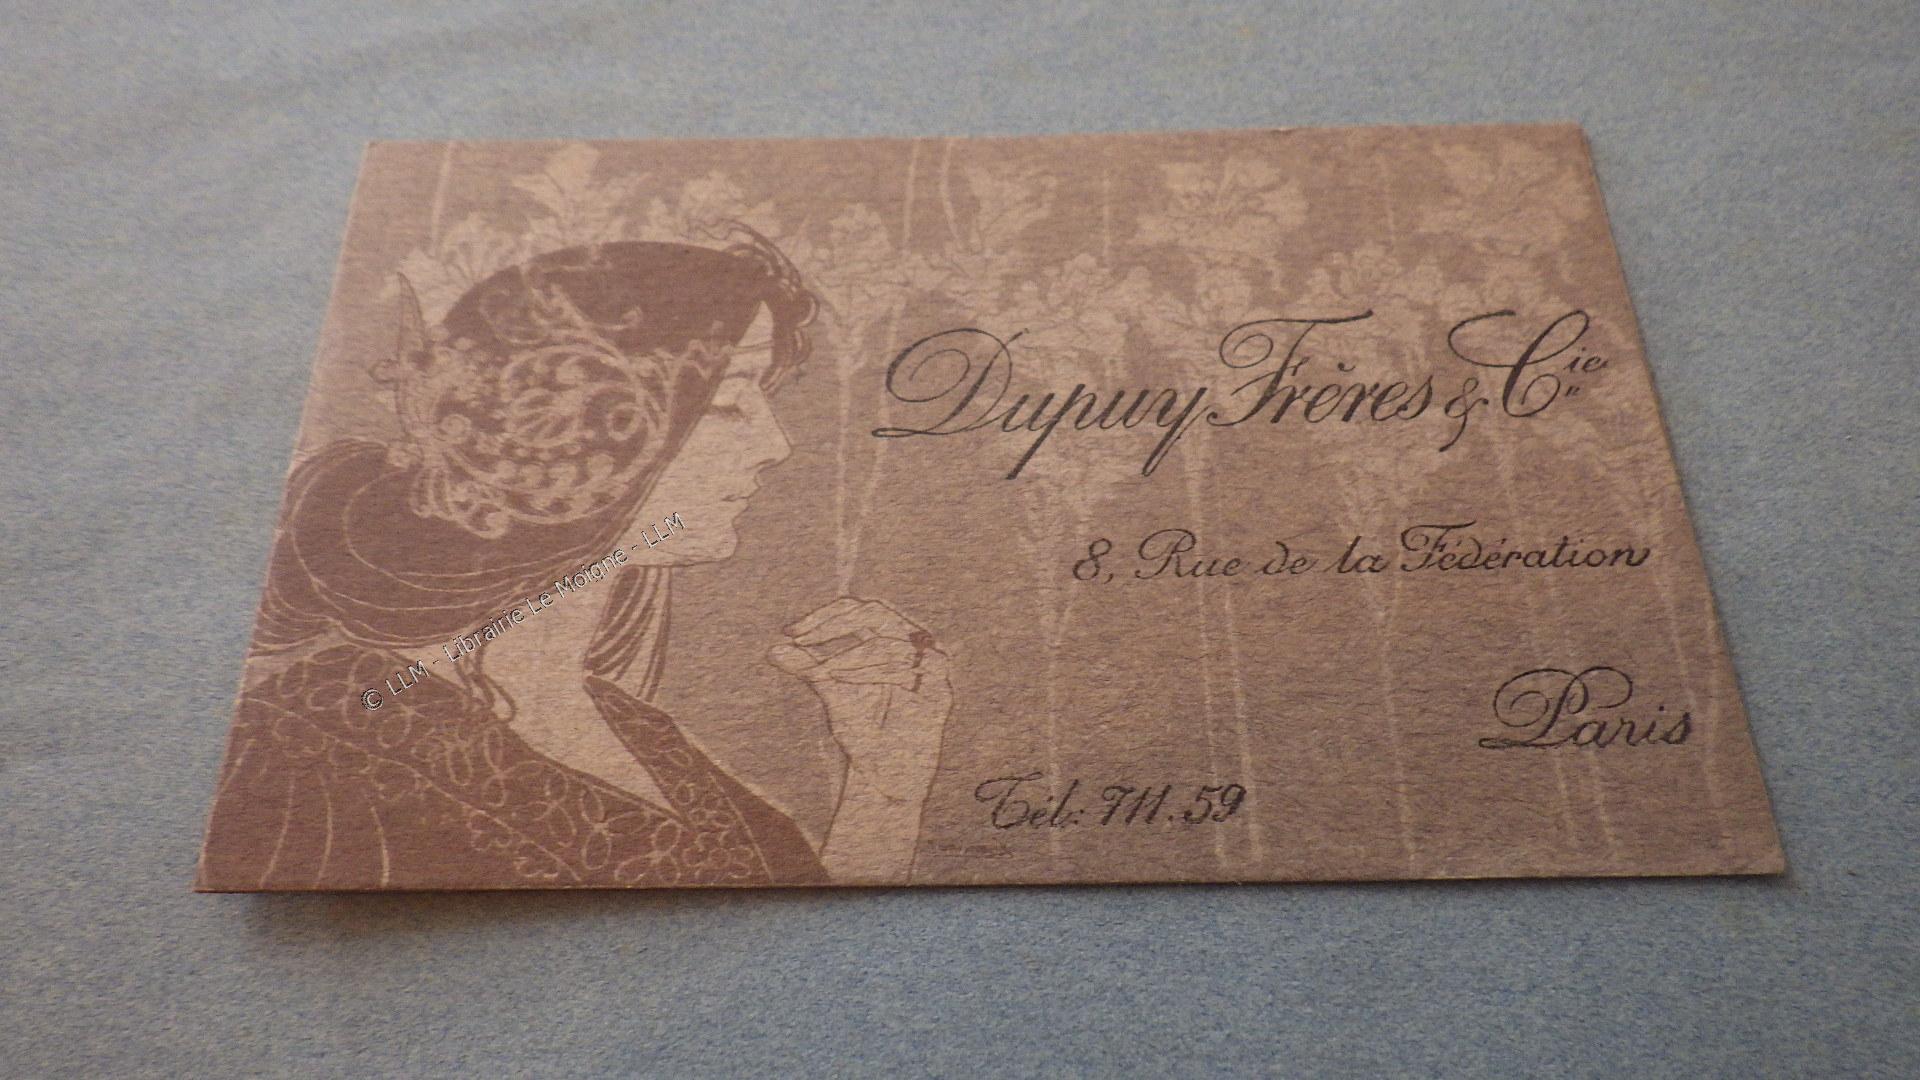 Dupuy Frères & Cie
8, Rue de la Fédération
Paris
Tél: 711.59
© LLM - Librairie Le Moigne - LLM